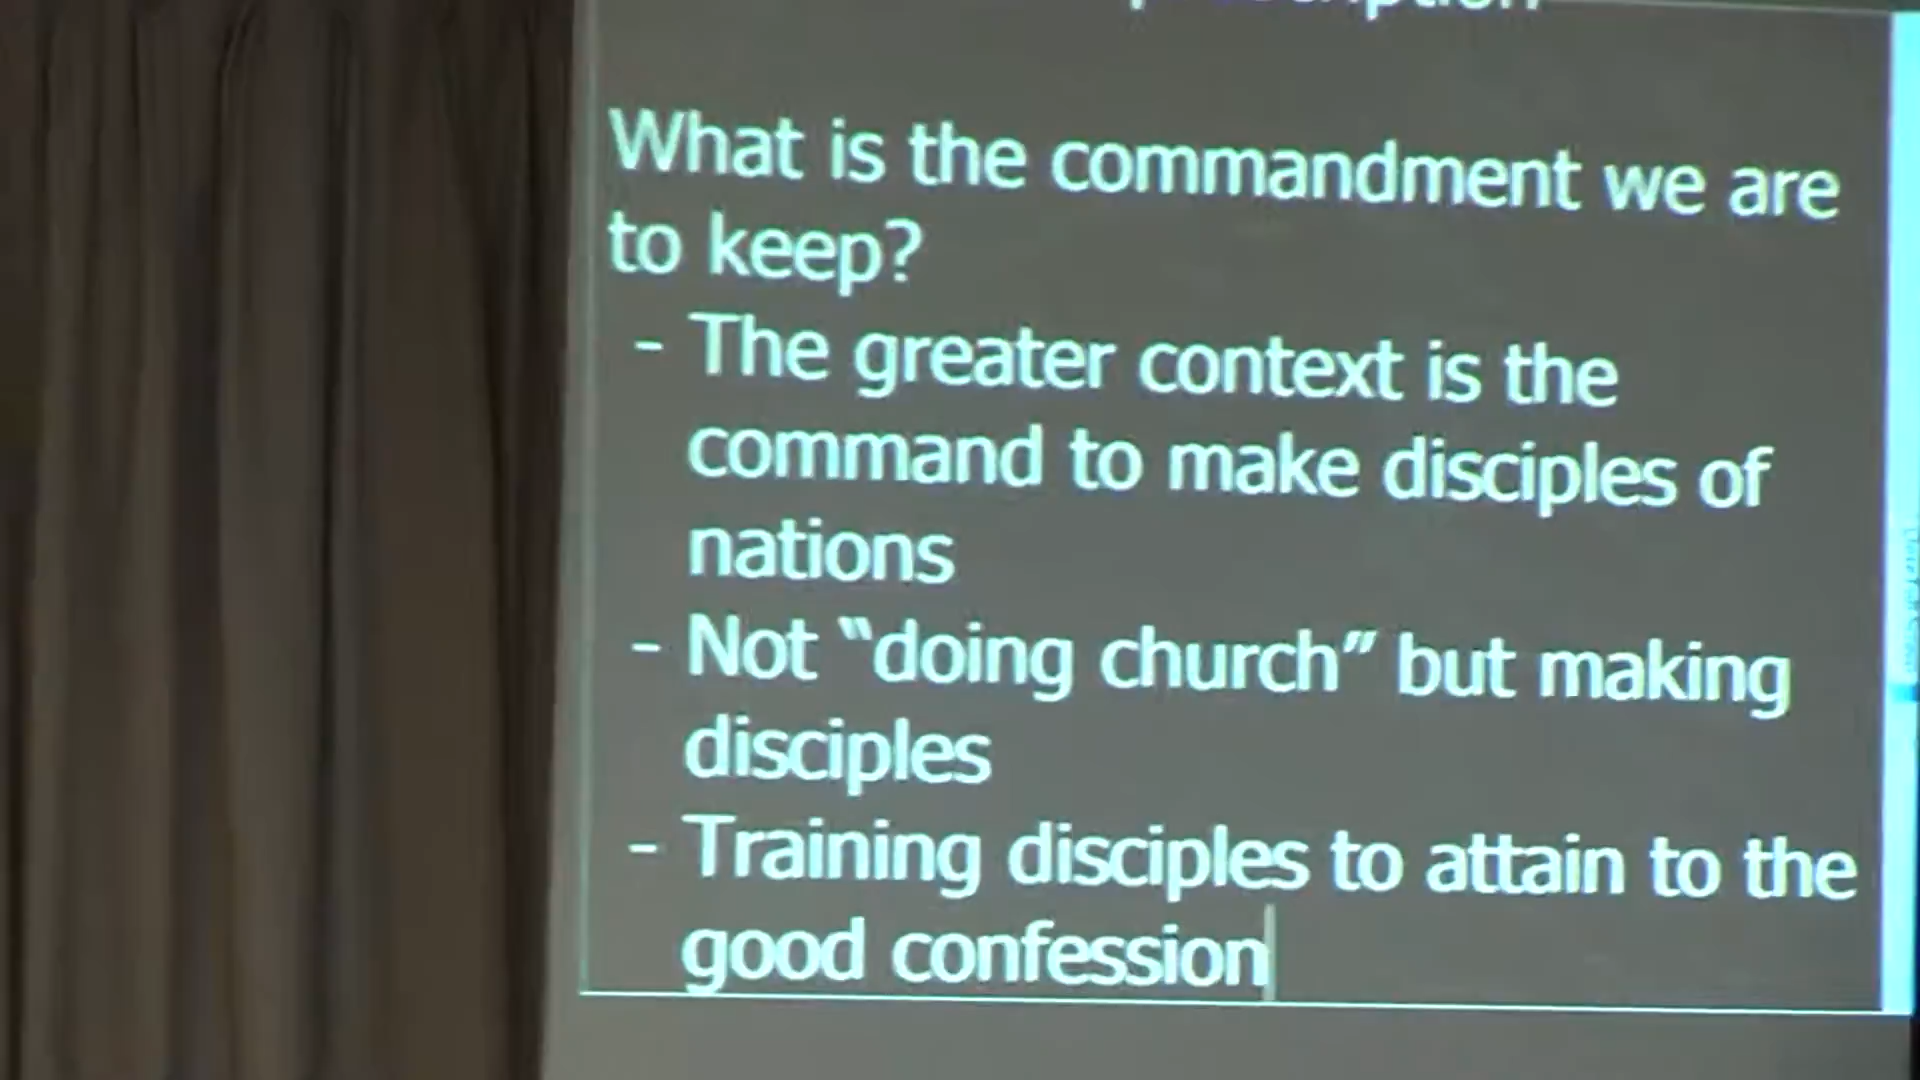 What is the commandment we are
to keep?
- The greater context is the
command to make disciples of
nations
- Not “doing church” but making
disciples
- Training disciples to attain to the
good confession